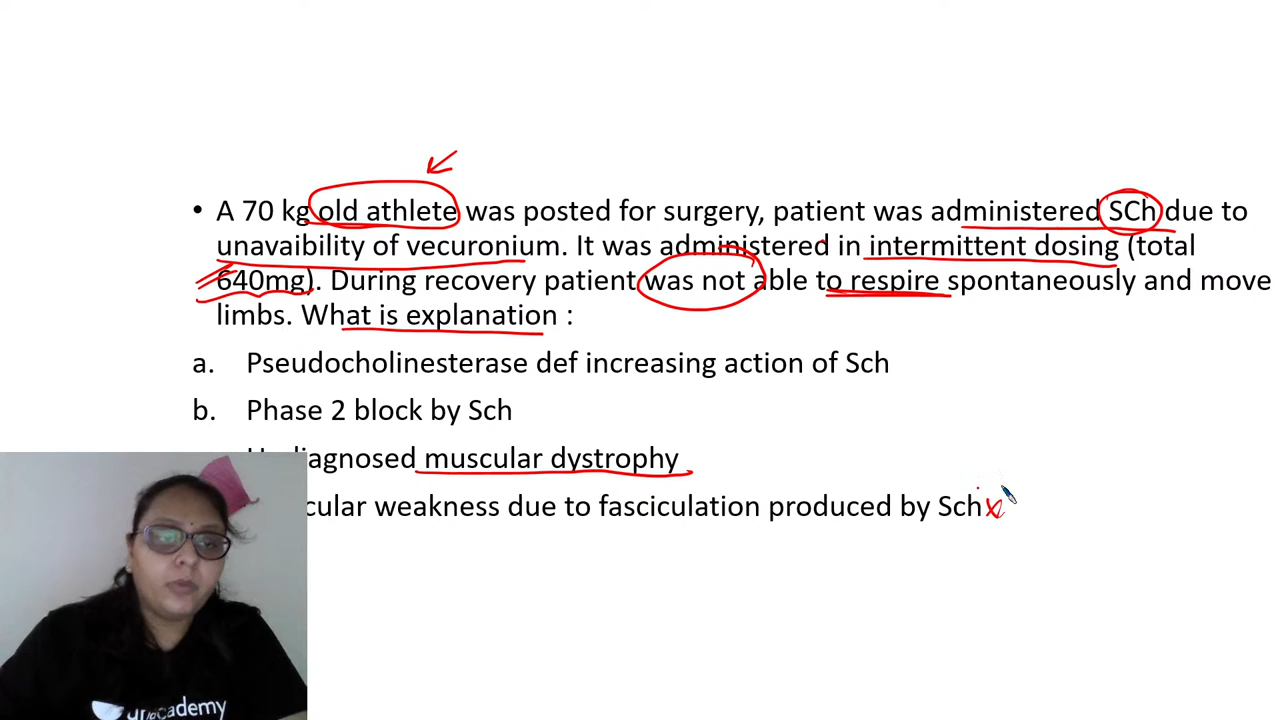 • A 70 kg old athlete was posted for surgery, patient was administered SCh due to
unavaibility of vecuronium. It was administered in intermittent dosing (total
640mg). During recovery patient was not able to respire spontaneously and move
limbs. What is explanation :
a. Pseudocholinesterase def increasing action of Sch
b. Phase 2 block by Sch
muscular dystrophy
weakness due to fasciculation produced by Sch x